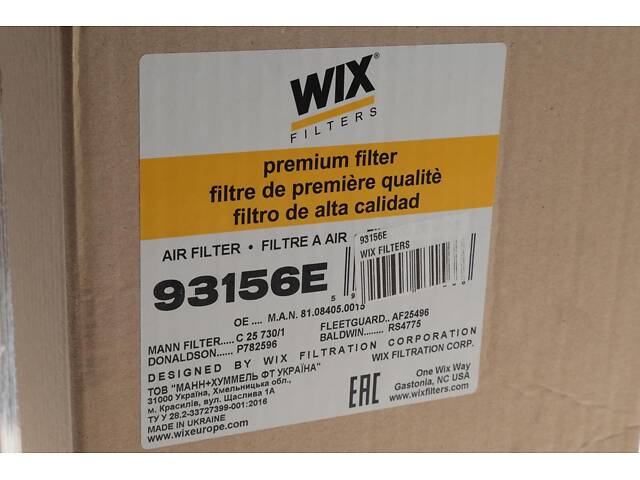 WIX®
FILTERS
premium filter
filtre de première qualitè
filtro de alta calidad
AIR FILTER • FILTRE A AIR
93156E
WIX FILTERS
93156E
OE .... M.A.N. 81.08405.0016
MANN FILTER..... C 25 730/1 FLEETGUARD.. AF25496
DONALDSON...... P782596 BALDWIN........ RS4775
DESIGNED BY WIX FILTRATION CORPORATION
ТОВ "МАНН+ХУММЕЛЬ ФТ УКРАЇНА" WIX FILTRATION CORP.
31000 Україна, Хмельницька обл., One Wix Way
м. Красилів, вул. Щаслива 1А Gastonia, NC USA
ТУ У 28.2-33727399-001:2016 www.wixfilters.com
MADE IN UKRAINE
www.wixeurope.com
EAC